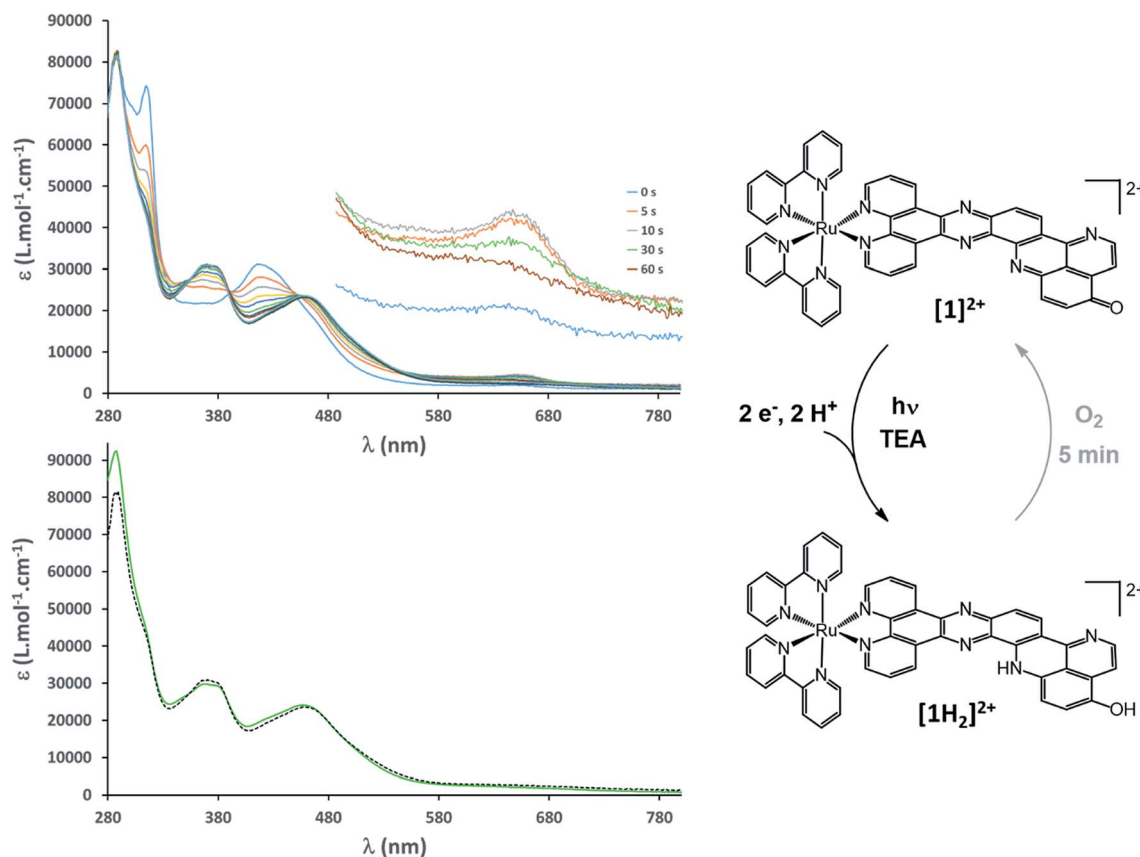 90000
80000
70000
60000
50000
40000
30000
20000
10000
0
ε (L.mol⁻¹.cm⁻¹)
280 380 480 580 680 780
λ (nm)
0 s
5 s
10 s
30 s
60 s
90000
80000
70000
60000
50000
40000
30000
20000
10000
0
ε (L.mol⁻¹.cm⁻¹)
280 380 480 580 680 780
λ (nm)
2+
N
N
N
N
Ru
N
N
N
N
N
N
O
[1]²⁺
2 e⁻, 2 H⁺
hν
TEA
O₂
5 min
2+
N
N
N
N
Ru
N
N
N
N
N
HN
OH
[1H₂]²⁺